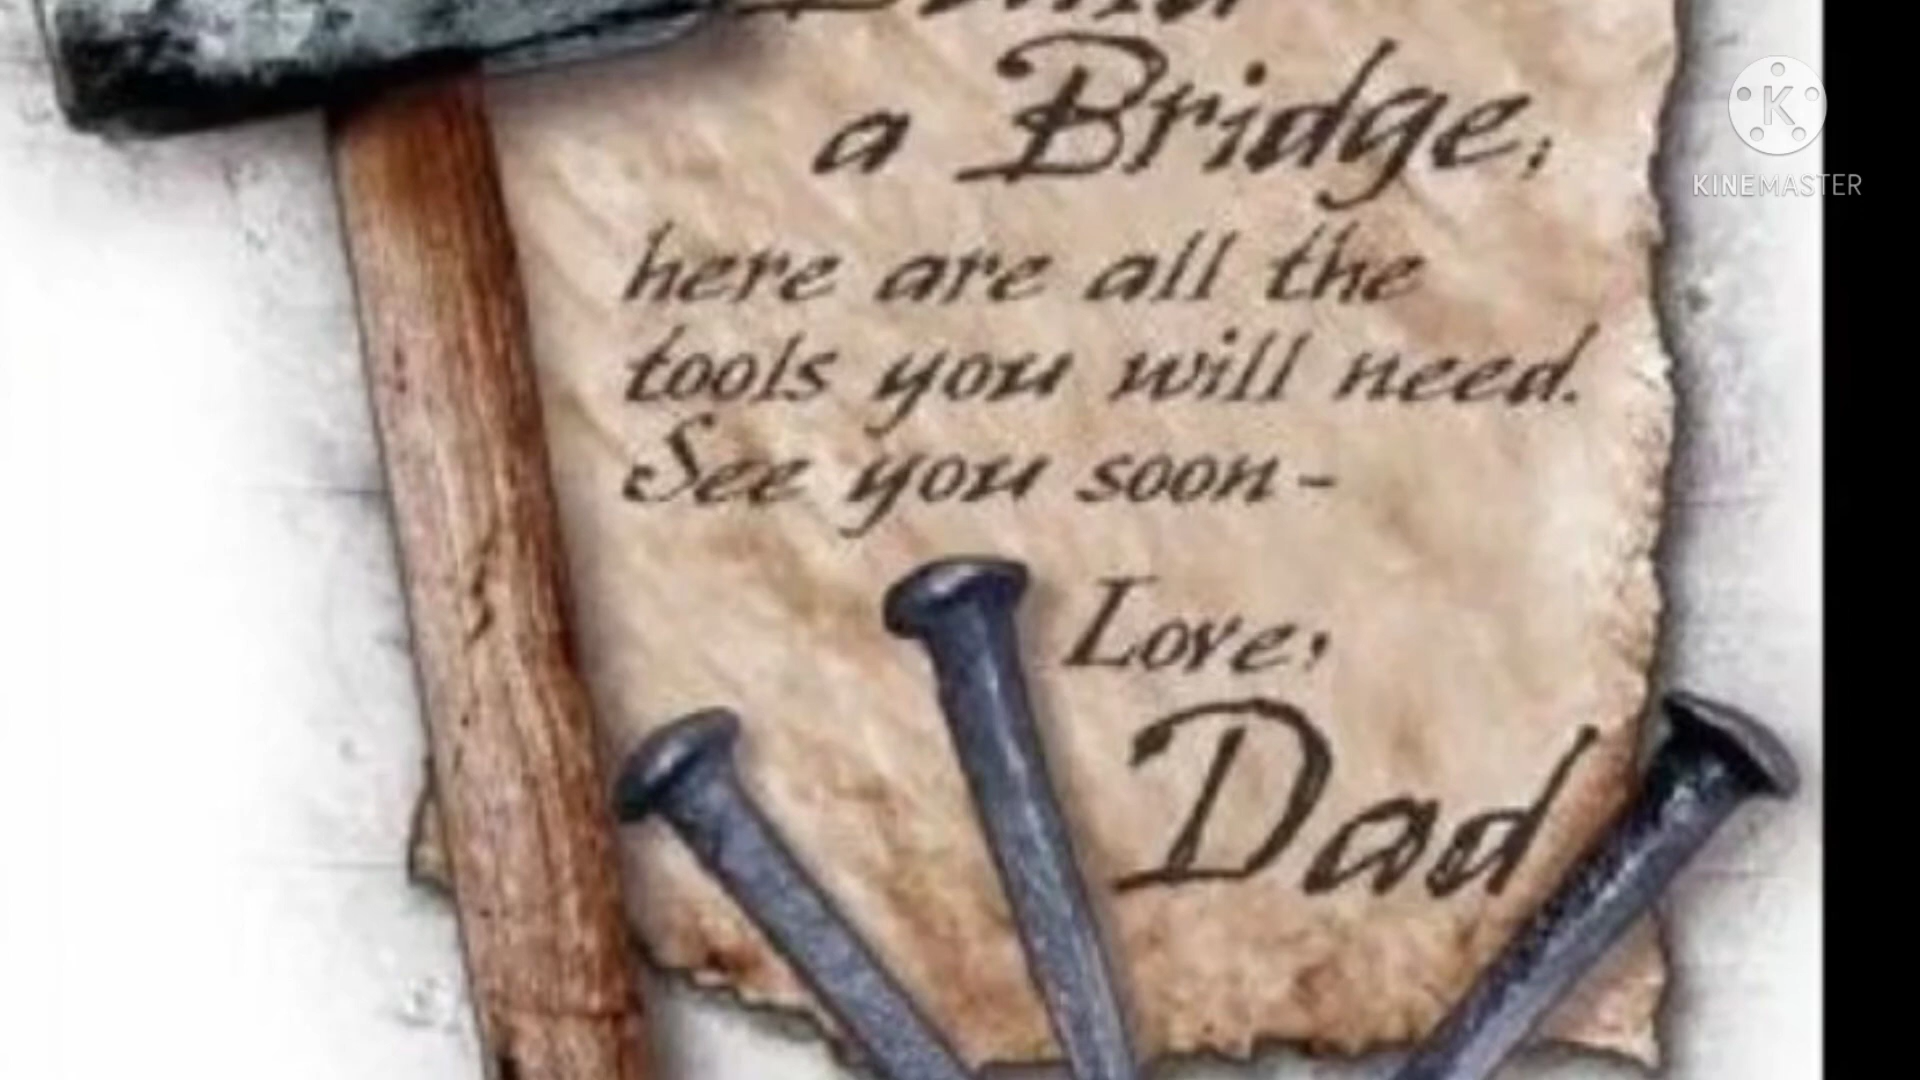 a Bridge,
here are all the
tools you will need.
See you soon-
Love,
Dad
KINEMASTER